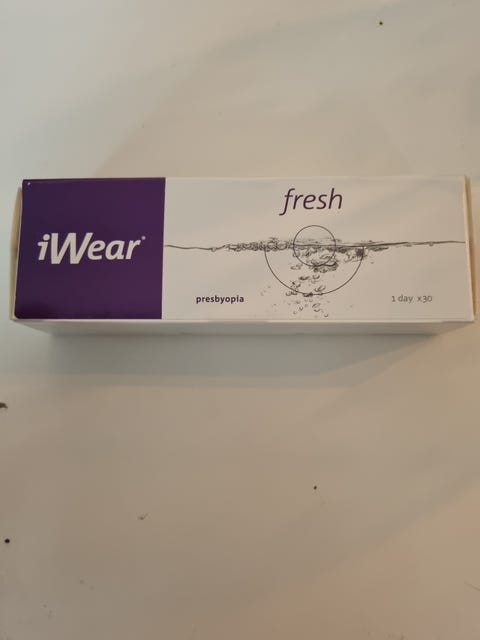 iWear®
fresh
presbyopia
1 day x30